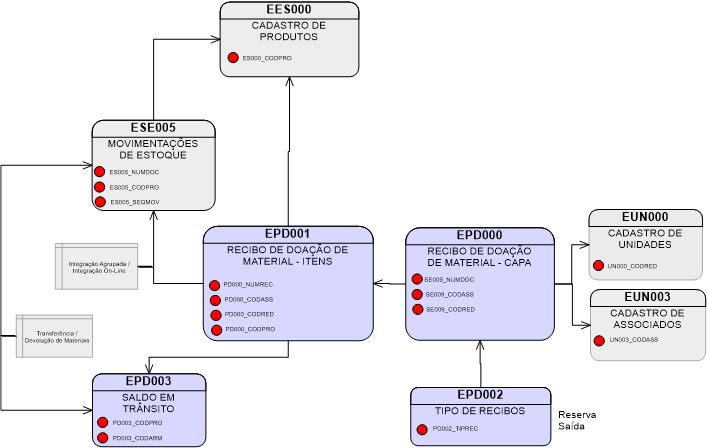 EES000
CADASTRO DE
PRODUTOS
ES000_CODPRO
ESE005
MOVIMENTAÇÕES
DE ESTOQUE
ES005_NUMDOC
ES005_CODPRO
ES005_SEQMOV
EPD001
RECIBO DE DOAÇÃO DE
MATERIAL - ITENS
PD000_NUMREC
PD000_CODASS
PD000_CODRED
PD000_CODPRO
EPD000
RECIBO DE DOAÇÃO
DE MATERIAL - CAPA
SE009_NUMDOC
SE009_CODASS
SE009_CODRED
EUN000
CADASTRO DE
UNIDADES
UN000_CODRED
EUN003
CADASTRO DE
ASSOCIADOS
UN003_CODASS
Integração Agrupada /
Integração On-Line
Transferência /
Devolução de Materiais
EPD003
SALDO EM
TRÂNSITO
PD003_CODPRO
PD003_CODARM
EPD002
TIPO DE RECIBOS
PD002_TIPREC
Reserva
Saída